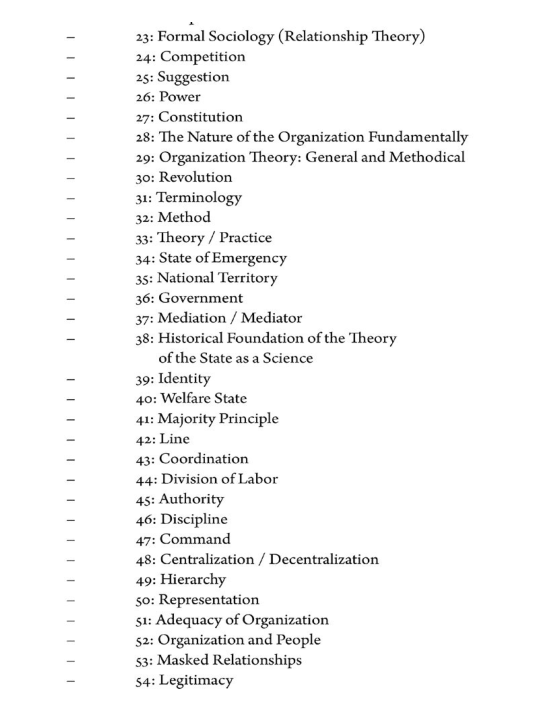 – 23: Formal Sociology (Relationship Theory)
– 24: Competition
– 25: Suggestion
– 26: Power
– 27: Constitution
– 28: The Nature of the Organization Fundamentally
– 29: Organization Theory: General and Methodical
– 30: Revolution
– 31: Terminology
– 32: Method
– 33: Theory / Practice
– 34: State of Emergency
– 35: National Territory
– 36: Government
– 37: Mediation / Mediator
– 38: Historical Foundation of the Theory
of the State as a Science
– 39: Identity
– 40: Welfare State
– 41: Majority Principle
– 42: Line
– 43: Coordination
– 44: Division of Labor
– 45: Authority
– 46: Discipline
– 47: Command
– 48: Centralization / Decentralization
– 49: Hierarchy
– 50: Representation
– 51: Adequacy of Organization
– 52: Organization and People
– 53: Masked Relationships
– 54: Legitimacy